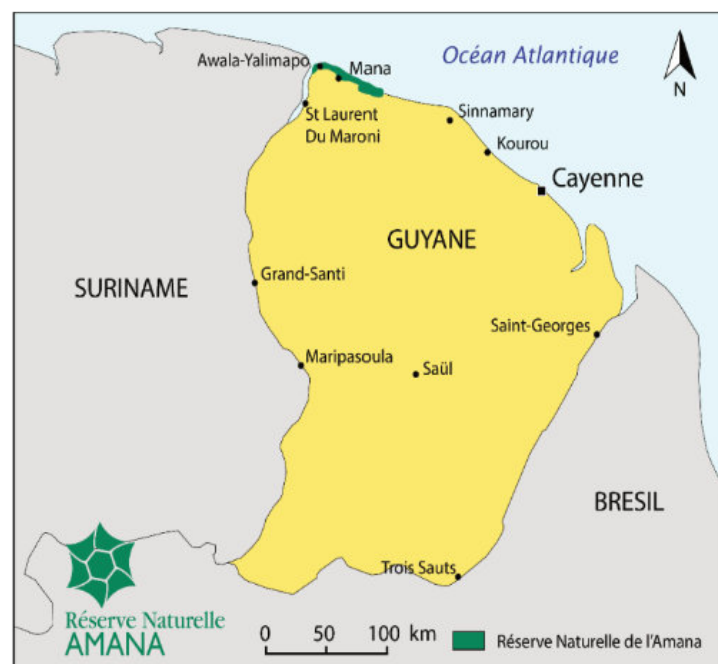 Awala-Yalimapo
Mana
Océan Atlantique
N
St Laurent
Du Maroni
Sinnamary
Kourou
Cayenne
GUYANE
SURINAME
Grand-Santi
Saint-Georges
Maripasoula
Saül
BRESIL
Trois Sauts
Réserve Naturelle
AMANA
0 50 100 km
Réserve Naturelle de l'Amana